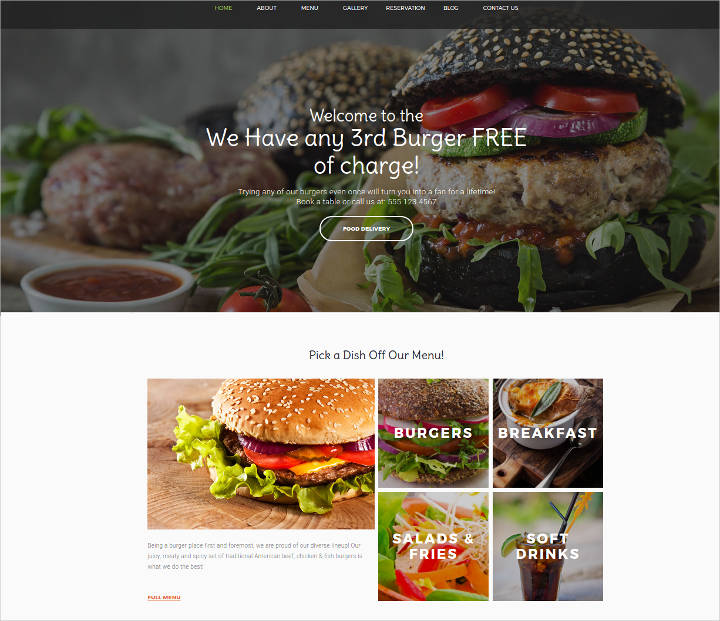 HOME ABOUT MENU GALLERY RESERVATION BLOG CONTACT US
Welcome to the
We Have any 3rd Burger FREE
of charge!
Trying any of our burgers even once will turn you into a fan for a lifetime!
Book a table or call us at: 555 123 4567
FOOD DELIVERY
Pick a Dish Off Our Menu!
BURGERS
BREAKFAST
Being a burger place first and foremost, we are proud of our diverse lineup! Our
juicy, meaty and spicy set of traditional American beef, chicken & fish burgers is
what we do the best!
FULL MENU
SALADS &
FRIES
SOFT
DRINKS